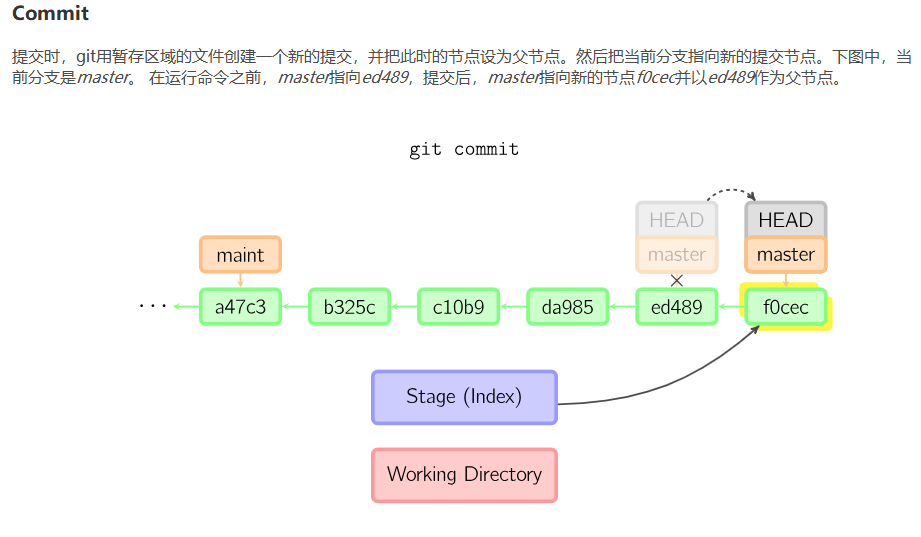 Commit
提交时，git用暂存区域的文件创建一个新的提交，并把此时的节点设为父节点。然后把当前分支指向新的提交节点。下图中，当
前分支是master。 在运行命令之前，master指向ed489，提交后，master指向新的节点f0cec并以ed489作为父节点。
git commit
HEAD HEAD
maint master master
... a47c3 b325c c10b9 da985 ed489 f0cec
Stage (Index)
Working Directory